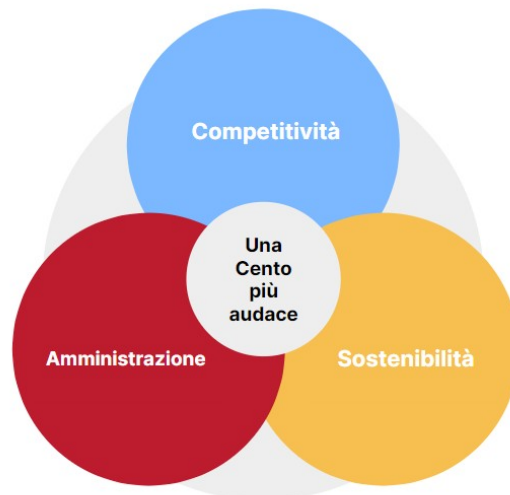 Competitività
Una
Cento
più
audace
Amministrazione
Sostenibilità